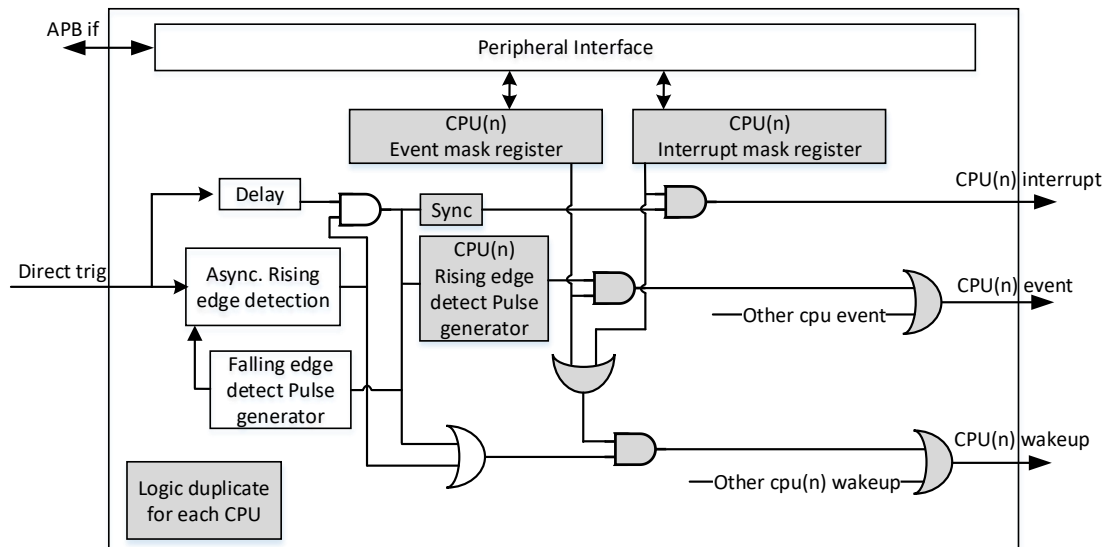 APB if
Peripheral Interface
CPU(n)
Event mask register
CPU(n)
Interrupt mask register
CPU(n) interrupt
Delay
Sync
Direct trig
Async. Rising
edge detection
CPU(n)
Rising edge
detect Pulse
generator
CPU(n) event
Other cpu event
Falling edge
detect Pulse
generator
CPU(n) wakeup
Other cpu(n) wakeup
Logic duplicate
for each CPU